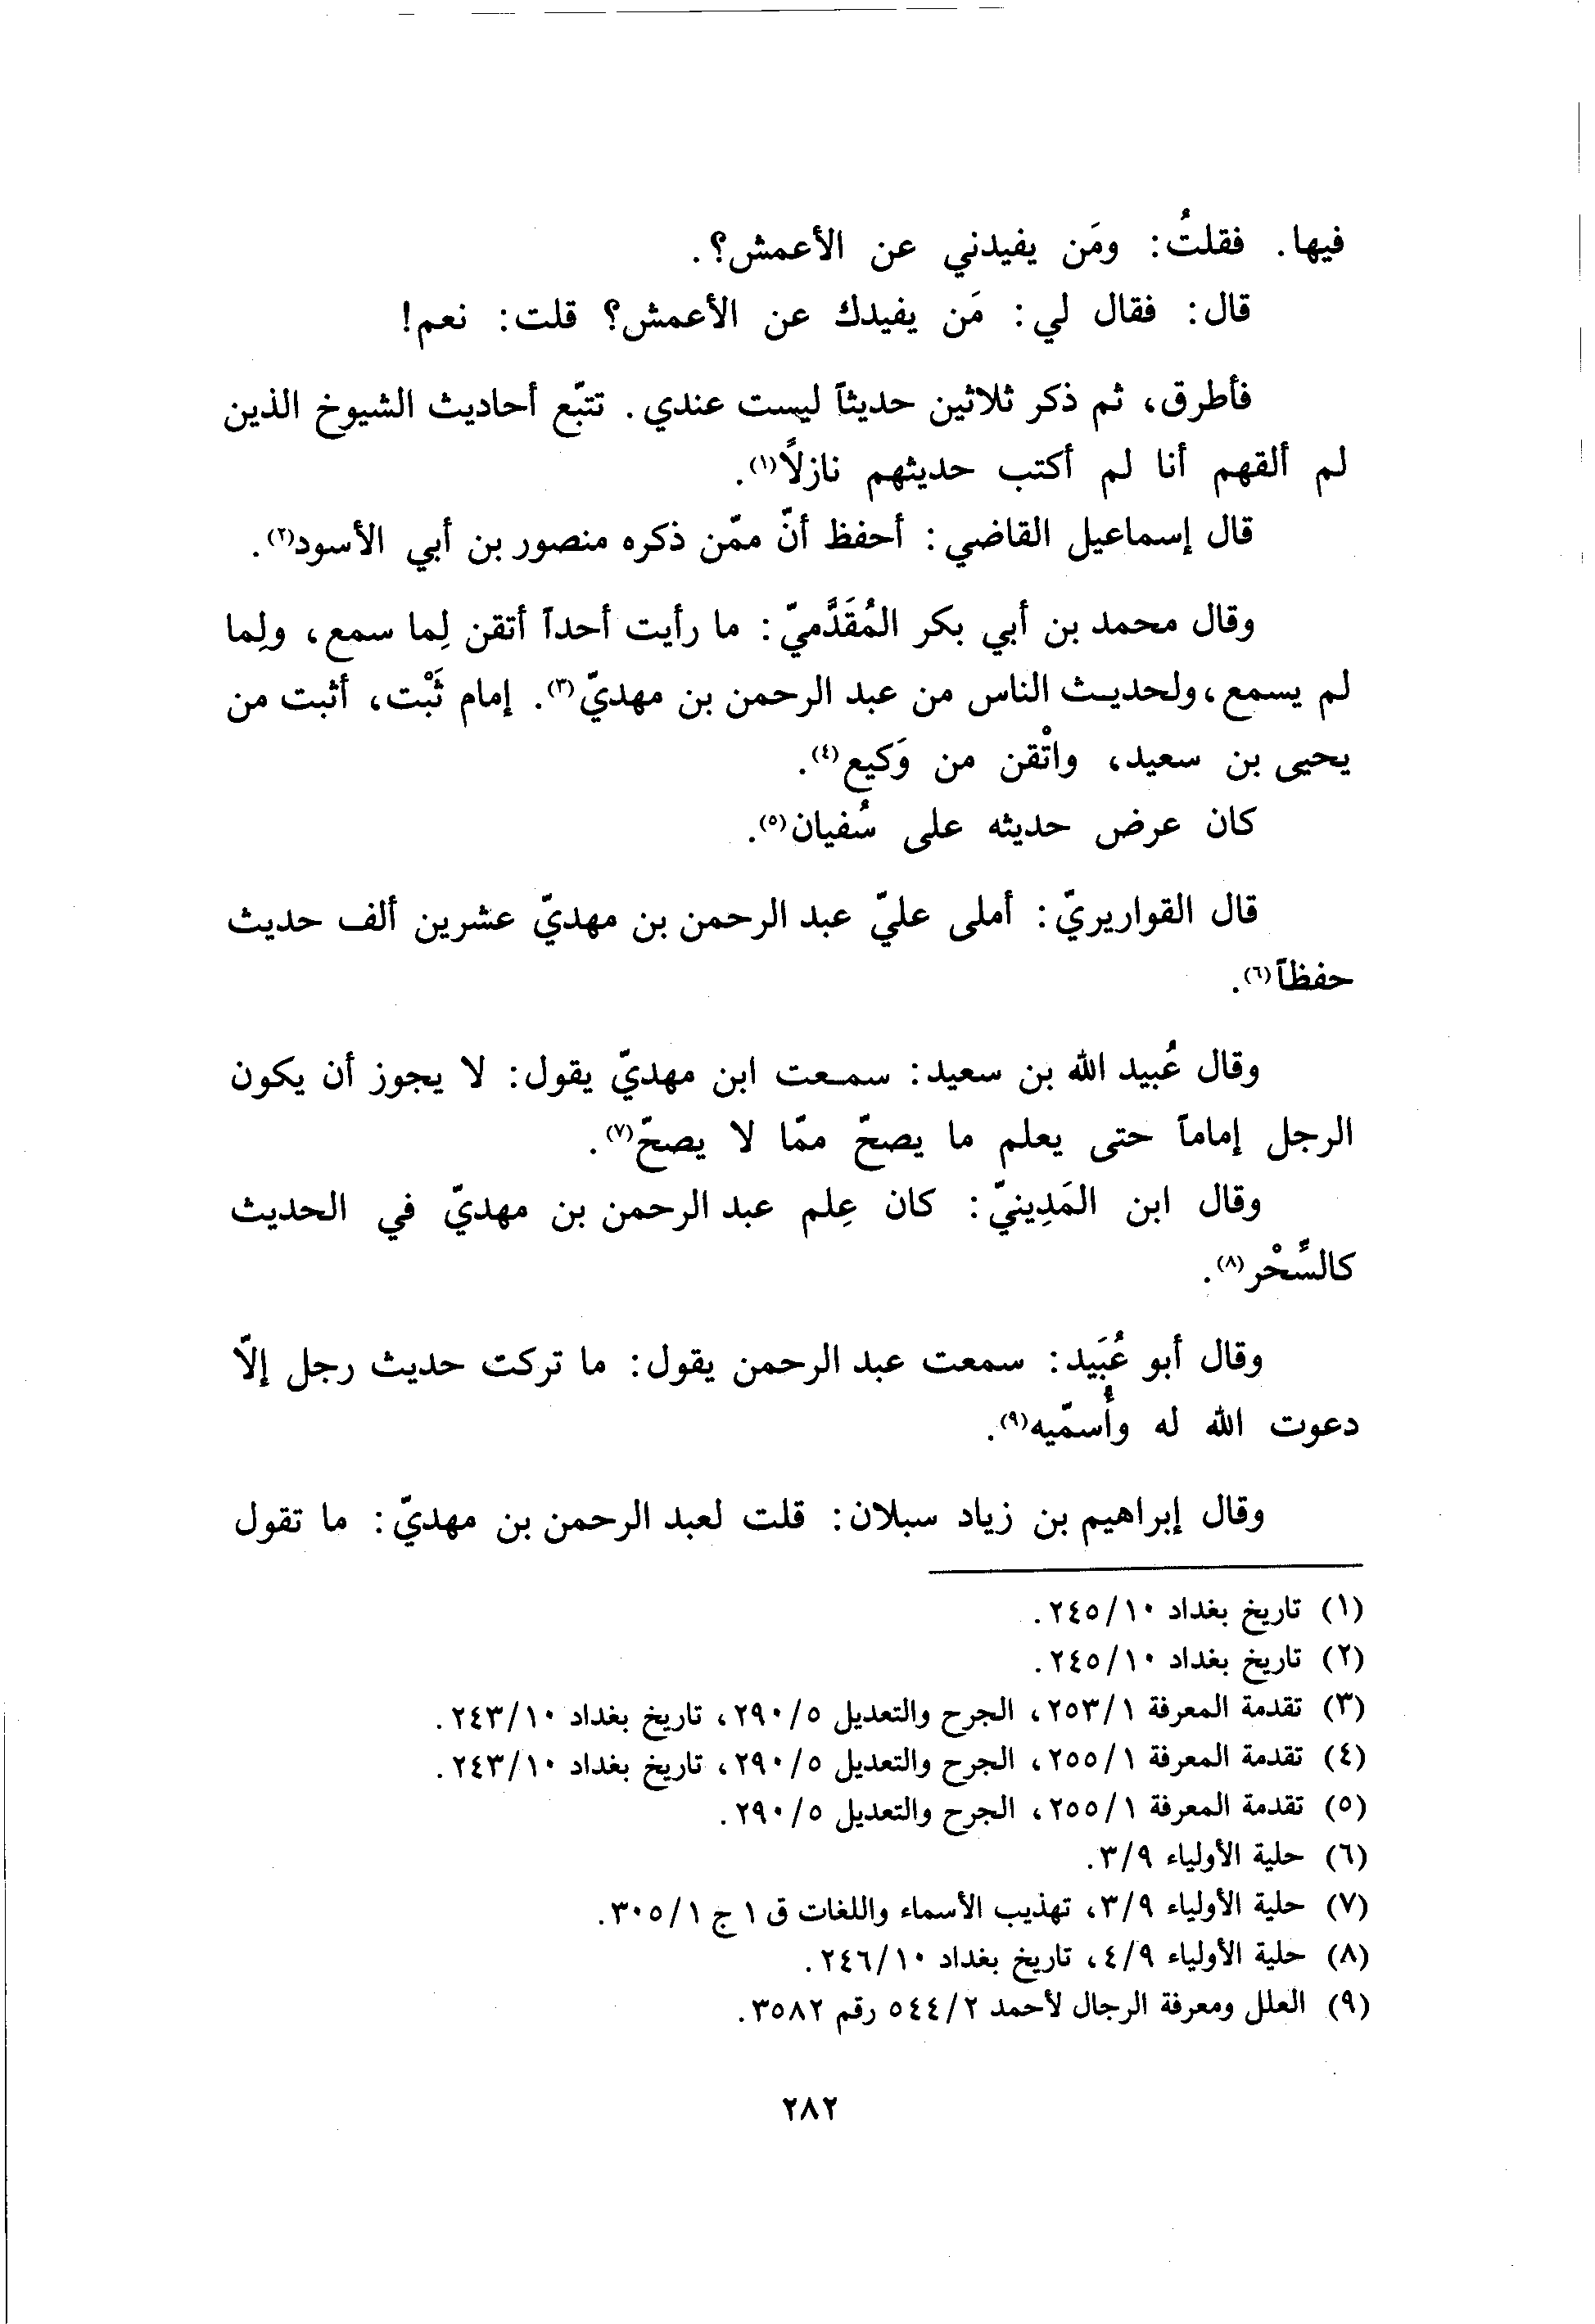 فيها. فقلتُ: ومَن يفيدني عن الأعمش؟.
قال: فقال لي: مَن يفيدك عن الأعمش؟ قلت: نعم!
فأطرق، ثم ذكر ثلاثين حديثاً ليست عندي. تتبّع أحاديث الشيوخ الذين
لم ألقهم أنا لم أكتب حديثهم نازلاً(١).
قال إسماعيل القاضي: أحفظ أنّ ممّن ذكره منصور بن أبي الأسود(٢).
وقال محمد بن أبي بكر المُقَدَّميّ: ما رأيت أحداً أتقن لِما سمع، ولِما
لم يسمع، ولحديث الناس من عبد الرحمن بن مهديّ(٣). إمام ثَبْت، أثبت من
يحيى بن سعيد، واتْقن من وَكيع(٤).
كان عرض حديثه على سُفيان(٥).
قال القواريريّ: أملى عليّ عبد الرحمن بن مهديّ عشرين ألف حديث
حفظاً(٦).
وقال عُبيد الله بن سعيد: سمعت ابن مهديّ يقول: لا يجوز أن يكون
الرجل إماماً حتى يعلم ما يصحّ ممّا لا يصحّ(٧).
وقال ابن المَدِينيّ: كان عِلم عبد الرحمن بن مهديّ في الحديث
كالسِّحْر(٨).
وقال أبو عُبَيد: سمعت عبد الرحمن يقول: ما تركت حديث رجل إلاّ
دعوت الله له وأُسمّيه(٩).
وقال إبراهيم بن زياد سبلان: قلت لعبد الرحمن بن مهديّ: ما تقول
(١) تاريخ بغداد ٢٤٥/١٠.
(٢) تاريخ بغداد ٢٤٥/١٠.
(٣) تقدمة المعرفة ٢٥٣/١، الجرح والتعديل ٢٩٠/٥، تاريخ بغداد ٢٤٣/١٠.
(٤) تقدمة المعرفة ٢٥٥/١، الجرح والتعديل ٢٩٠/٥، تاريخ بغداد ٢٤٣/١٠.
(٥) تقدمة المعرفة ٢٥٥/١، الجرح والتعديل ٢٩٠/٥.
(٦) حلية الأولياء ٣/٩.
(٧) حلية الأولياء ٣/٩، تهذيب الأسماء واللغات ق ١ ج ٣٠٥/١.
(٨) حلية الأولياء ٤/٩، تاريخ بغداد ٢٤٦/١٠.
(٩) العلل ومعرفة الرجال لأحمد ٥٤٤/٢ رقم ٣٥٨٢.
٢٨٢